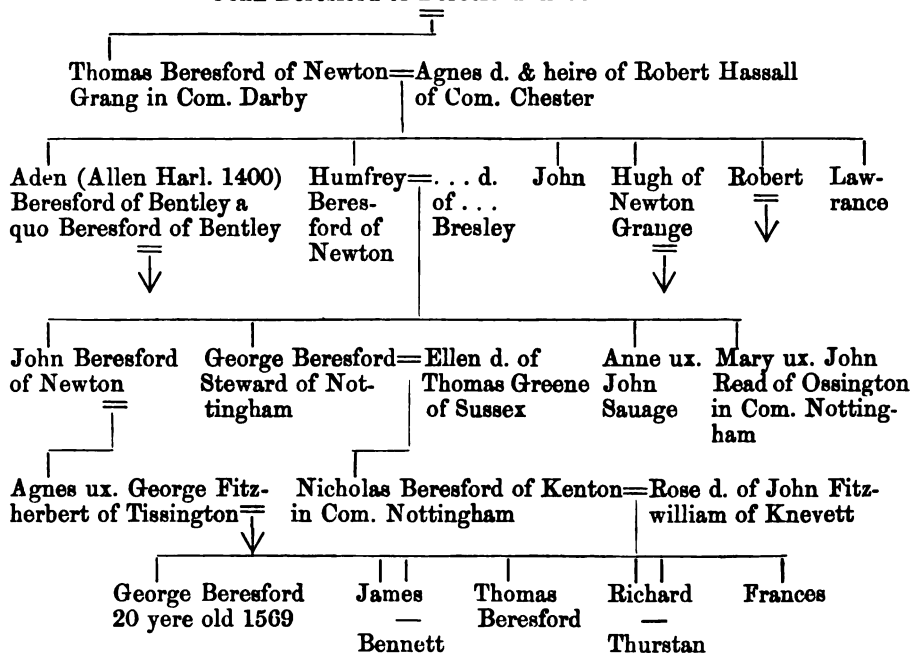 Thomas Beresford of Newton=Agnes d. & heire of Robert Hassall
Grang in Com. Darby of Com. Chester
Aden (Allen Harl. 1400)
Beresford of Bentley a
quo Beresford of Bentley
Humfrey=. . . d.
Beres- of . . .
ford of Bresley
Newton
John
Hugh of
Newton
Grange
Robert
Law-
rance
John Beresford
of Newton
George Beresford=Ellen d. of
Steward of Not- Thomas Greene
tingham of Sussex
Anne ux.
John
Sauage
Mary ux. John
Read of Ossington
in Com. Notting-
ham
Agnes ux. George Fitz-
herbert of Tissington
Nicholas Beresford of Kenton=Rose d. of John Fitz-
in Com. Nottingham william of Knevett
George Beresford
20 yere old 1569
James
—
Bennett
Thomas
Beresford
Richard
—
Thurstan
Frances